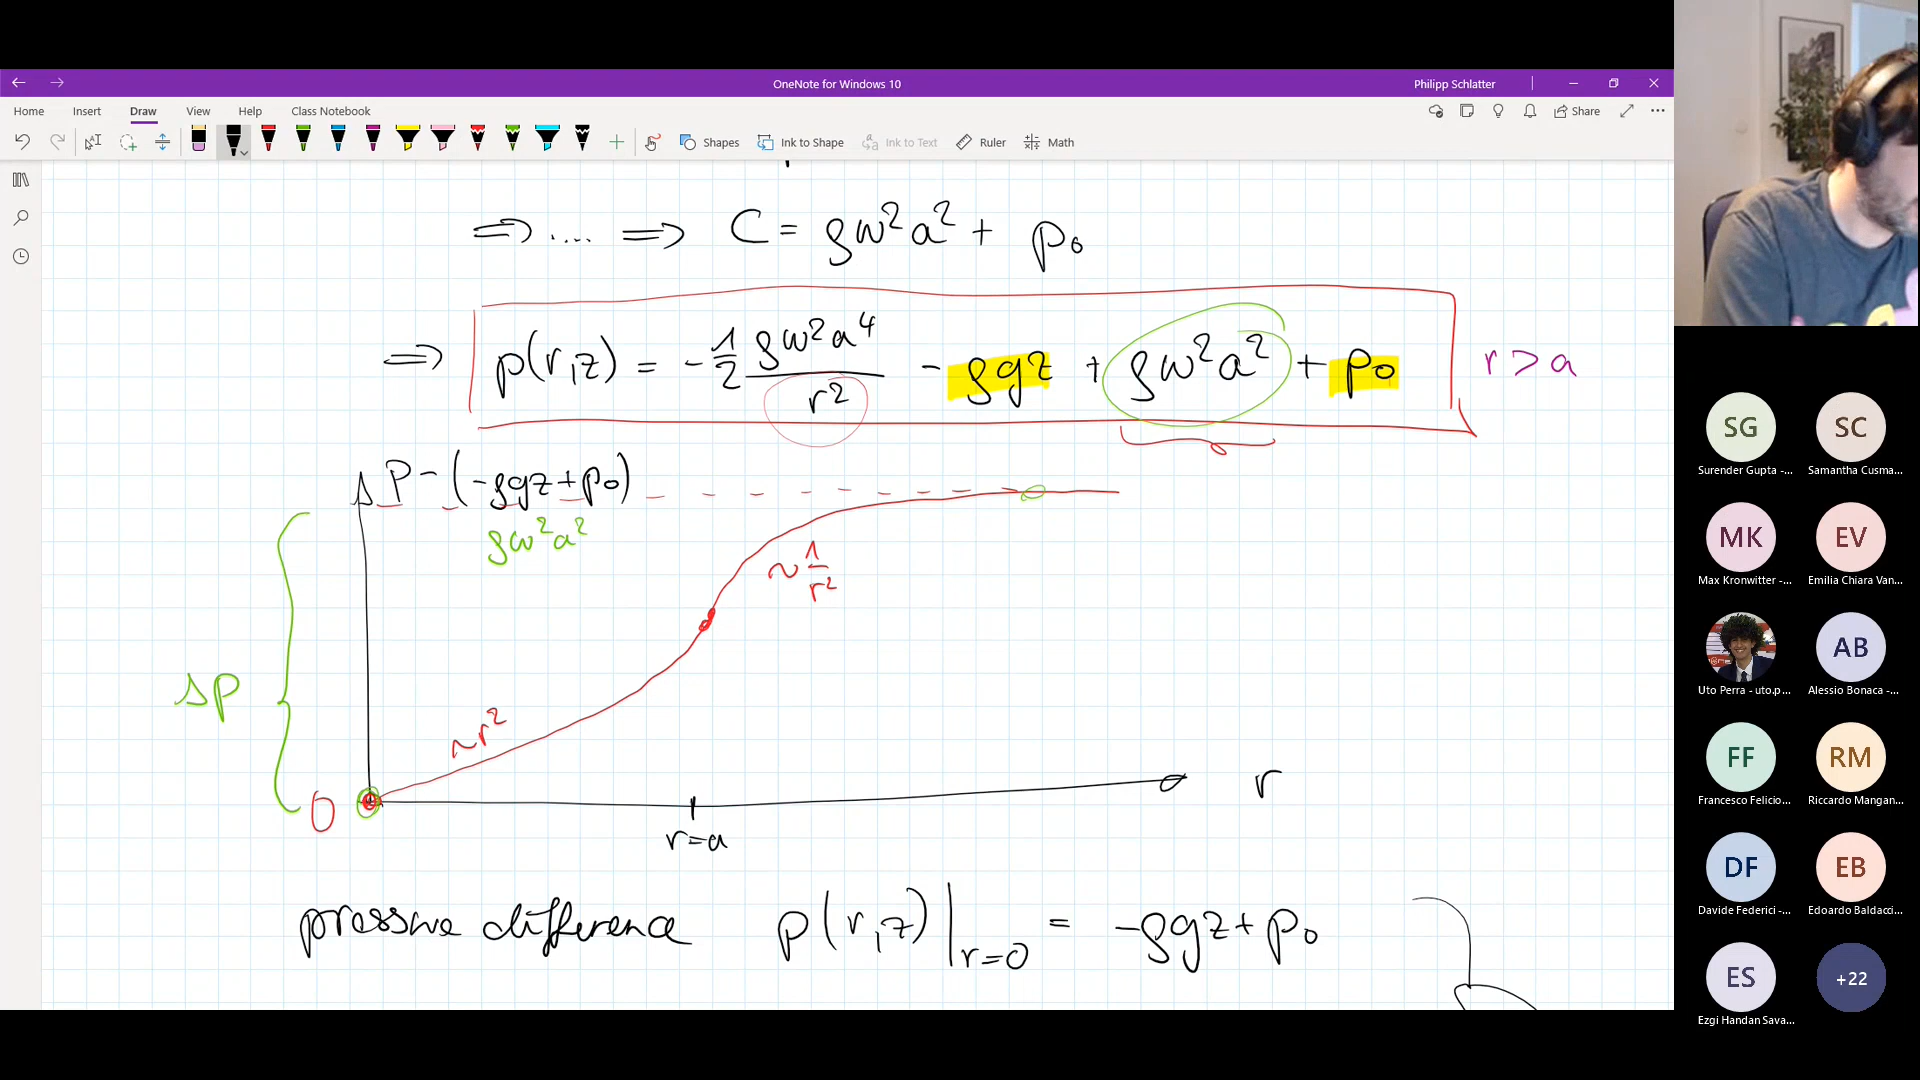 OneNote for Windows 10
Philipp Schlatter
Home Insert Draw View Help Class Notebook
Share
Shapes Ink to Shape Ink to Text Ruler Math
⇒ .... ⇒ C = ρω²a² + p₀
⇒ p(r,z) = -½ ρω²a⁴/r² - ρgz + ρω²a² + p₀ r > a
P - (-ρgz + p₀)
ρω²a²
~ 1/r²
Δp
~r²
0
r
r=a
pressure difference p(r,z)|r=0 = -ρgz + p₀
SG SC
Surender Gupta -... Samantha Cusma...
MK EV
Max Kronwitter -... Emilia Chiara Van...
AB
Uto Perra - uto.p... Alessio Bonaca -...
FF RM
Francesco Felicio... Riccardo Mangan...
DF EB
Davide Federici -... Edoardo Baldacci...
ES +22
Ezgi Handan Sava...